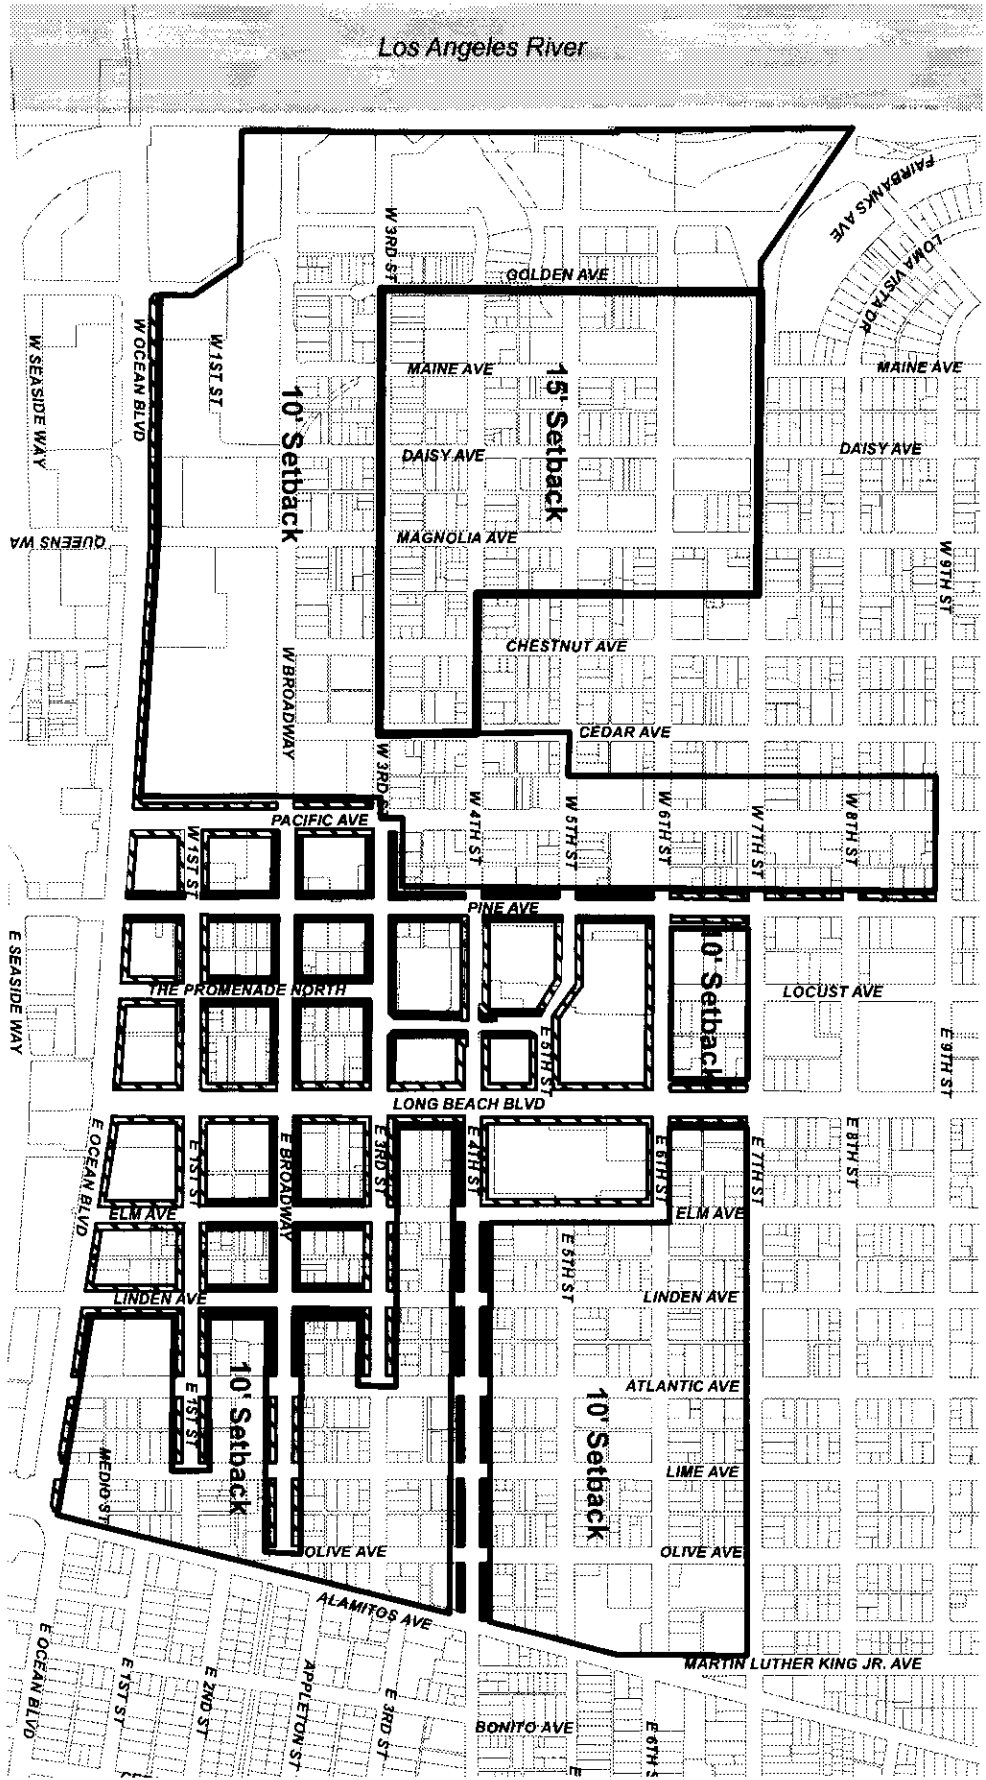 Los Angeles River
FAIRBANKS AVE
LOMA VISTA DR
W 3RD ST
GOLDEN AVE
W SEASIDE WAY
W OCEAN BLVD
W 1ST ST
10' Setback
MAINE AVE
15' Setback
MAINE AVE
DAISY AVE
DAISY AVE
QUEENS WA
MAGNOLIA AVE
W 9TH ST
W BROADWAY
CHESTNUT AVE
CEDAR AVE
W 3RD S
PACIFIC AVE
W 1ST ST
W 4TH ST
W 5TH ST
W 6TH ST
W 7TH ST
W 8TH ST
PINE AVE
E SEASIDE WAY
THE PROMENADE NORTH
10' Setback
LOCUST AVE
E 5TH ST
E 9TH ST
LONG BEACH BLVD
E OCEAN BLVD
E 1ST ST
E BROADWAY
E 3RD ST
E 4TH ST
E 6TH ST
E 7TH ST
E 8TH ST
ELM AVE
ELM AVE
E 5TH ST
LINDEN AVE
LINDEN AVE
E 1ST ST
10' Setback
ATLANTIC AVE
10' Setback
MEDIO ST
LIME AVE
OLIVE AVE
OLIVE AVE
ALAMITOS AVE
MARTIN LUTHER KING JR. AVE
E OCEAN BLVD
E 1ST ST
E 2ND ST
APPLETON ST
E 3RD ST
BONITO AVE
E 6TH S
E